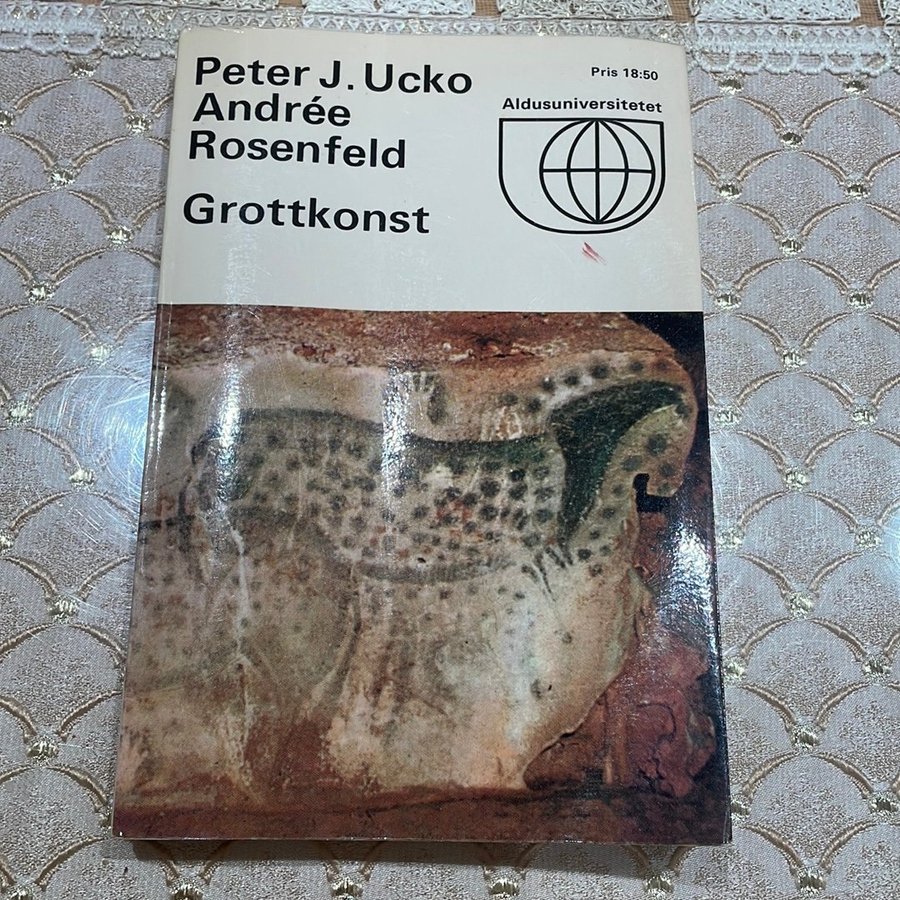 Peter J. Ucko
Andrée
Rosenfeld
Grottkonst
Pris 18:50
Aldusuniversitetet